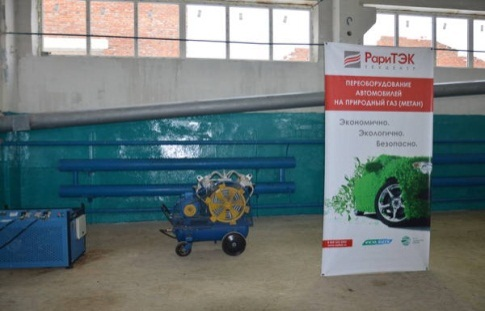 РариТЭК
ПЕРЕОБОРУДОВАНИЕ
АВТОМОБИЛЕЙ
НА ПРИРОДНЫЙ ГАЗ (МЕТАН)
Экономично.
Экологично.
Безопасно.